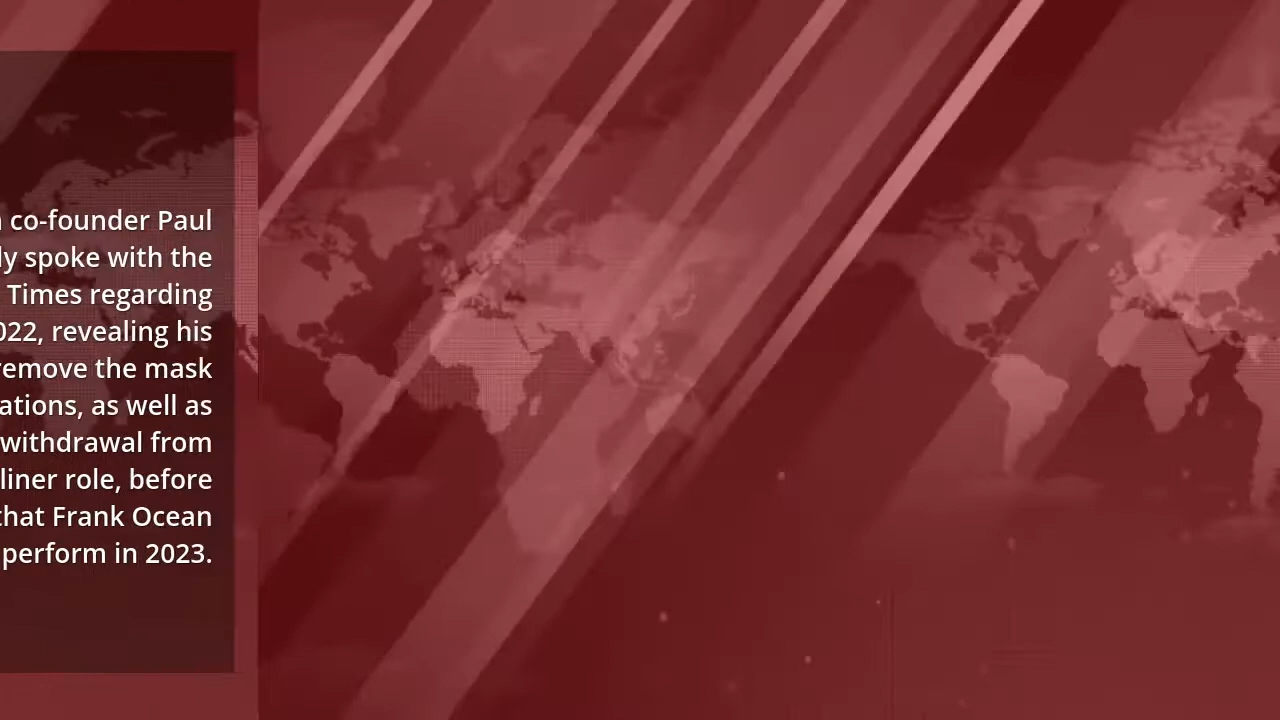 co-founder Paul
ly spoke with the
Times regarding
022, revealing his
remove the mask
ations, as well as
withdrawal from
liner role, before
that Frank Ocean
perform in 2023.